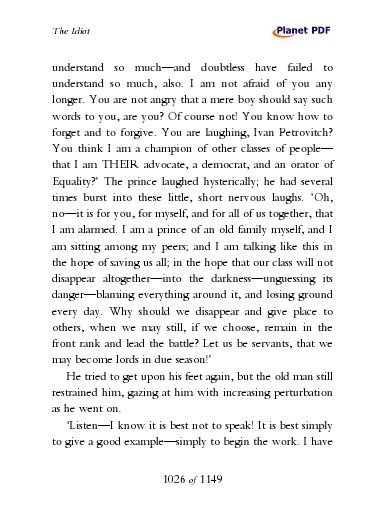 The Idiot
Planet PDF
understand so much—and doubtless have failed to
understand so much, also. I am not afraid of you any
longer. You are not angry that a mere boy should say such
words to you, are you? Of course not! You know how to
forget and to forgive. You are laughing, Ivan Petrovitch?
You think I am a champion of other classes of people—
that I am THEIR advocate, a democrat, and an orator of
Equality?' The prince laughed hysterically; he had several
times burst into these little, short nervous laughs. 'Oh,
no—it is for you, for myself, and for all of us together, that
I am alarmed. I am a prince of an old family myself, and I
am sitting among my peers; and I am talking like this in
the hope of saving us all; in the hope that our class will not
disappear altogether—into the darkness—unguessing its
danger—blaming everything around it, and losing ground
every day. Why should we disappear and give place to
others, when we may still, if we choose, remain in the
front rank and lead the battle? Let us be servants, that we
may become lords in due season!'
He tried to get upon his feet again, but the old man still
restrained him, gazing at him with increasing perturbation
as he went on.
'Listen—I know it is best not to speak! It is best simply
to give a good example—simply to begin the work. I have
1026 of 1149